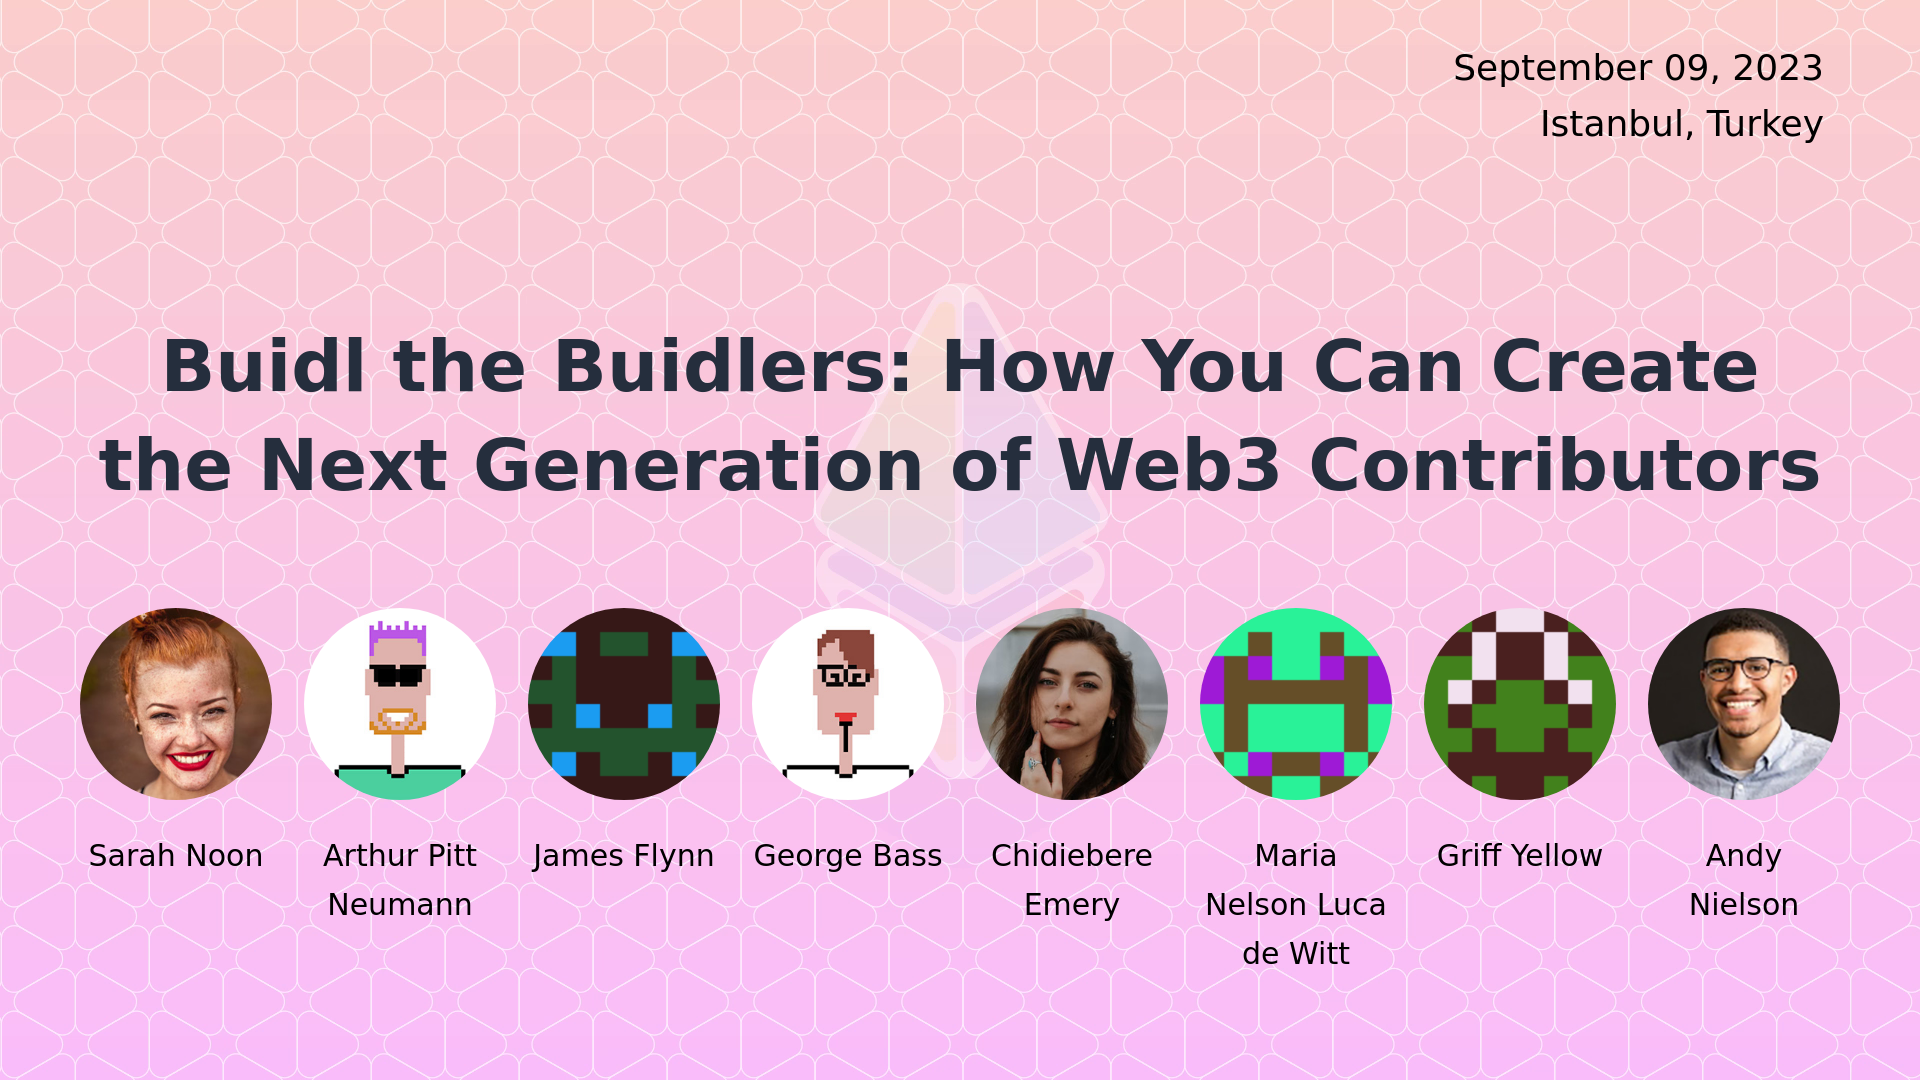 September 09, 2023
Istanbul, Turkey
Buidl the Buidlers: How You Can Create
the Next Generation of Web3 Contributors
Sarah Noon
Arthur Pitt
Neumann
James Flynn
George Bass
Chidiebere
Emery
Maria
Nelson Luca
de Witt
Griff Yellow
Andy
Nielson